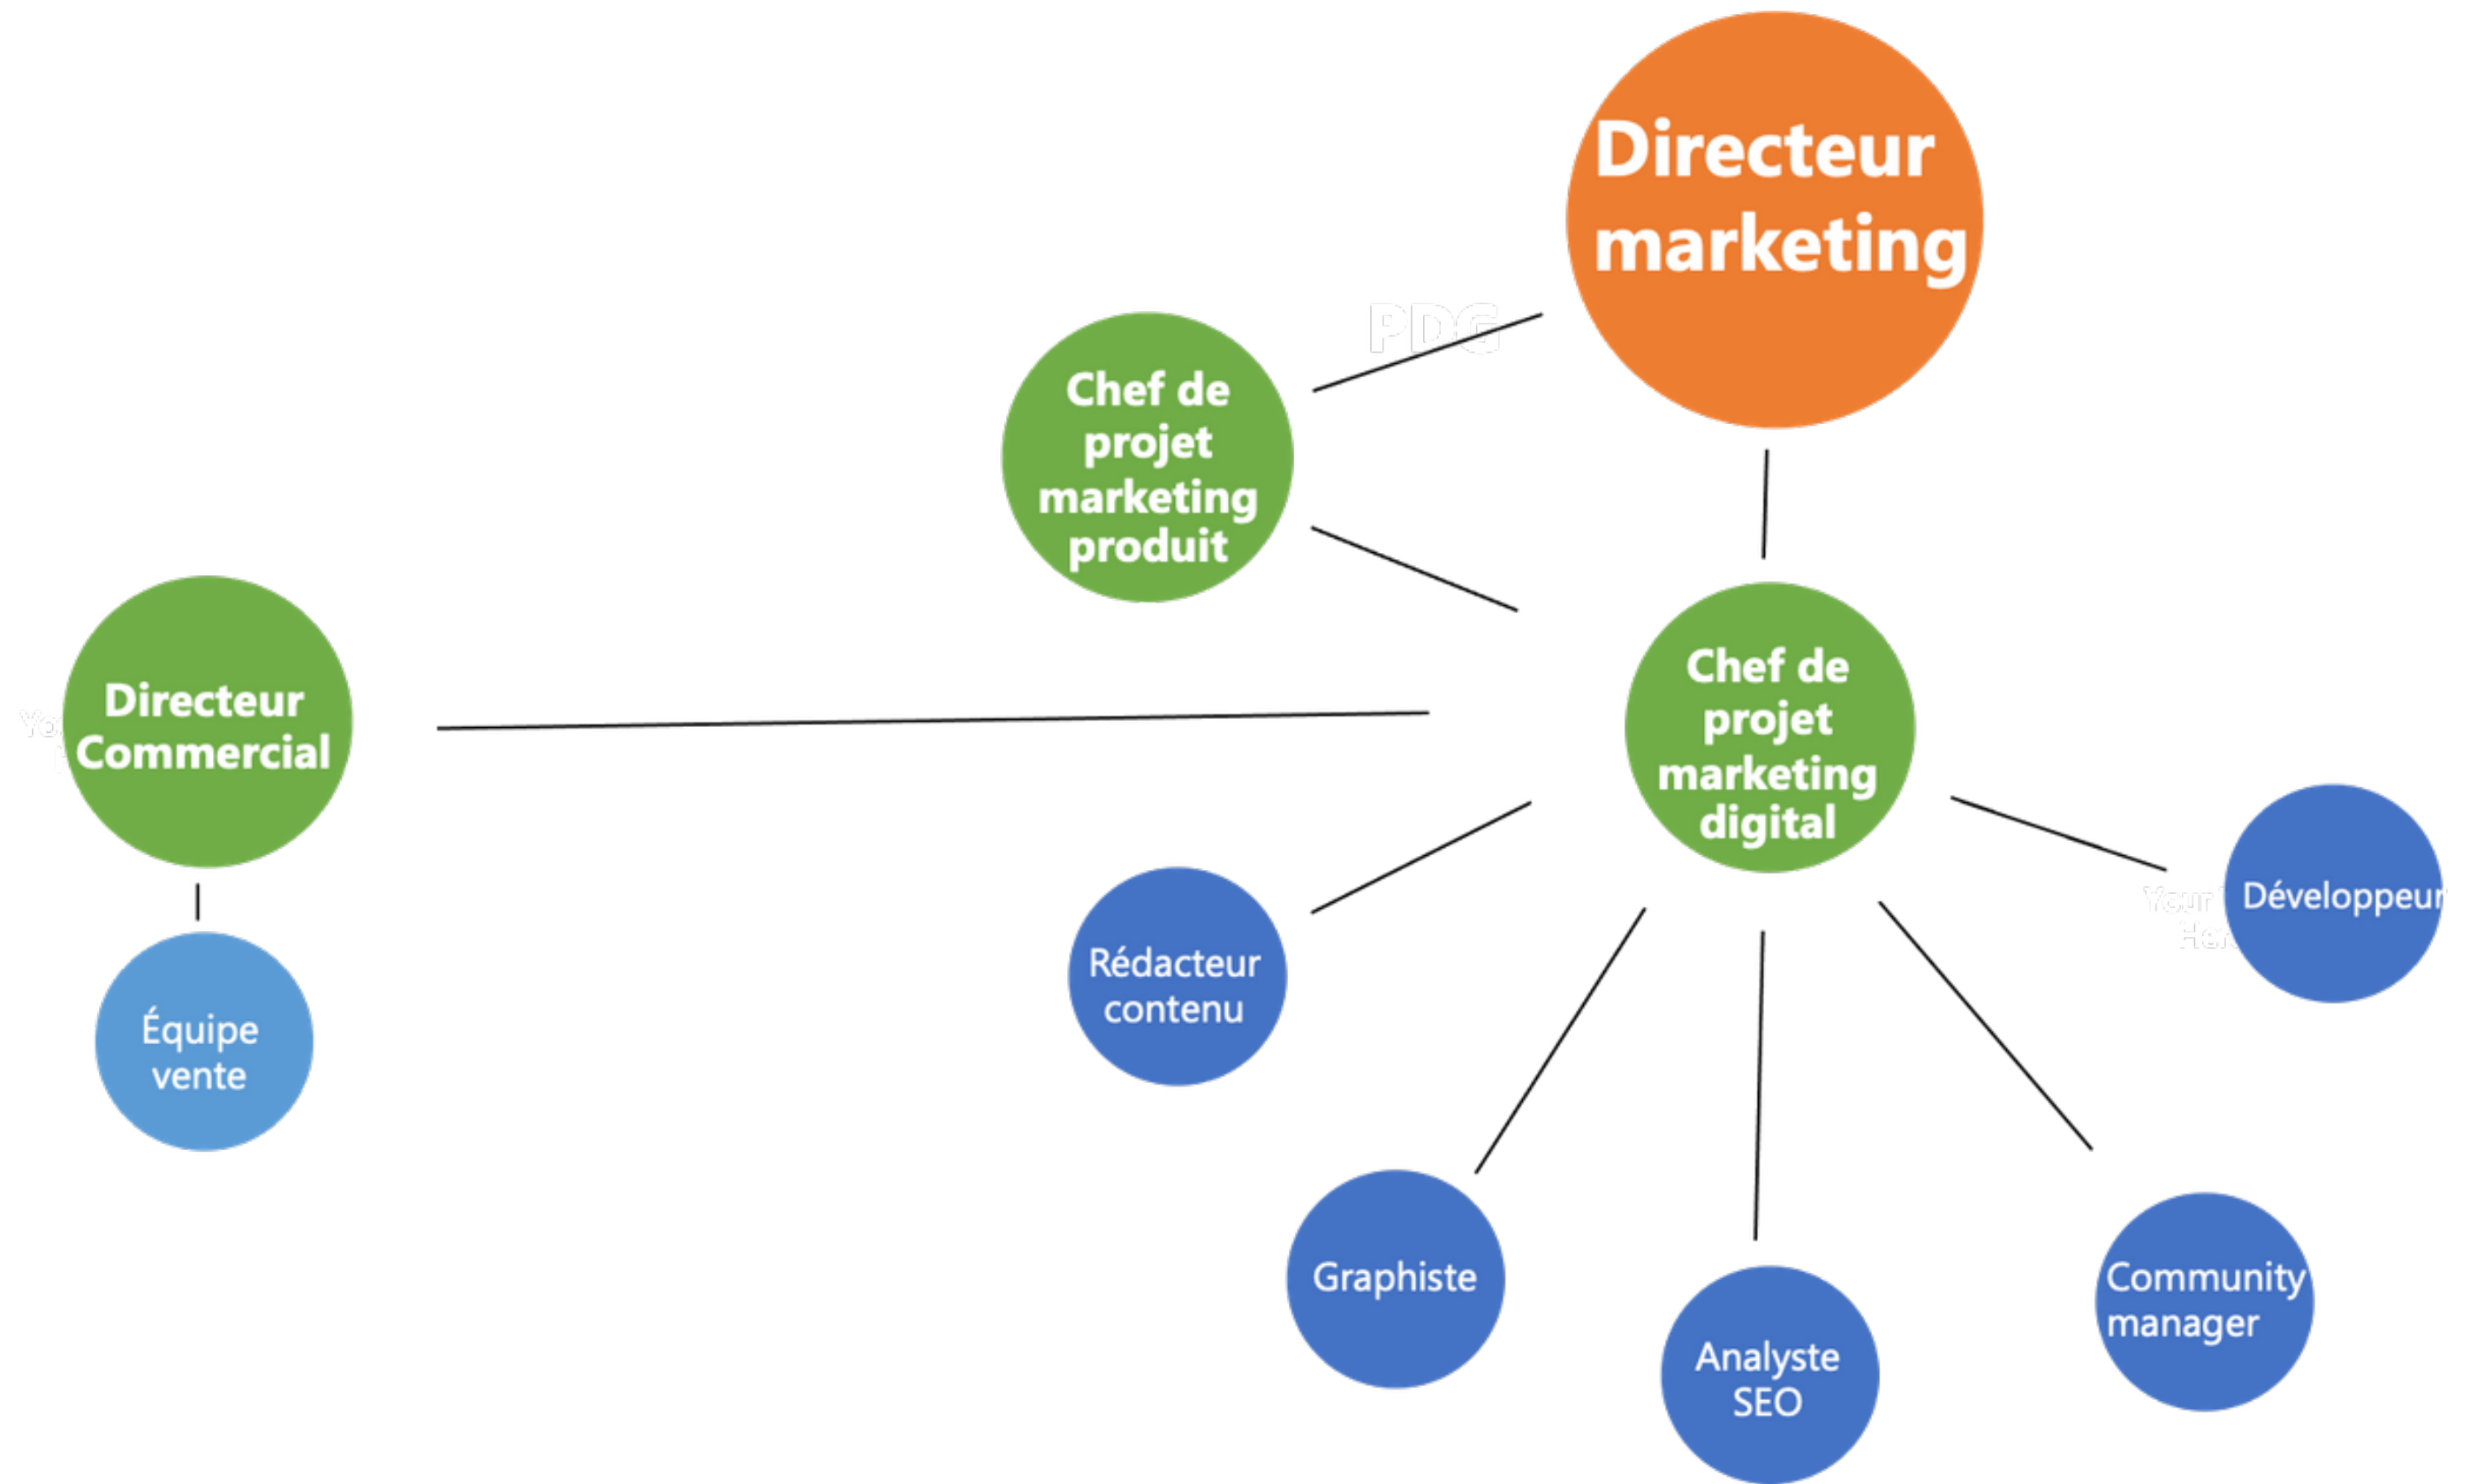 Directeur
marketing
PDG
Chef de
projet
marketing
produit
Directeur
Commercial
Chef de
projet
marketing
digital
Développeur
Your
Rédacteur
contenu
Équipe
vente
Graphiste
Community
manager
Analyste
SEO